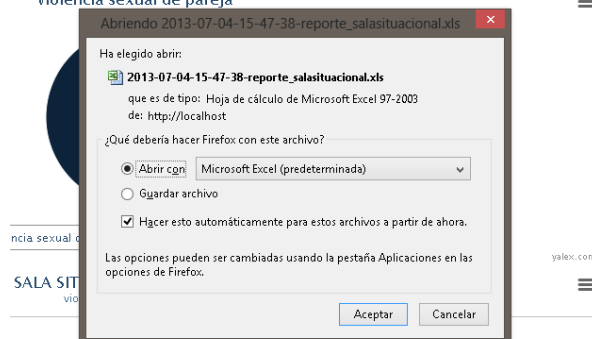 Violencia sexual de pareja
Abriendo 2013-07-04-15-47-38-reporte_salasituacional.xls
Ha elegido abrir:
2013-07-04-15-47-38-reporte_salasituacional.xls
que es de tipo: Hoja de cálculo de Microsoft Excel 97-2003
de: http://localhost
¿Qué debería hacer Firefox con este archivo?
Abrir con Microsoft Excel (predeterminada)
Guardar archivo
Hacer esto automáticamente para estos archivos a partir de ahora.
ncia sexual d
Las opciones pueden ser cambiadas usando la pestaña Aplicaciones en las
opciones de Firefox.
yalex.com
SALA SIT
vio
Aceptar Cancelar